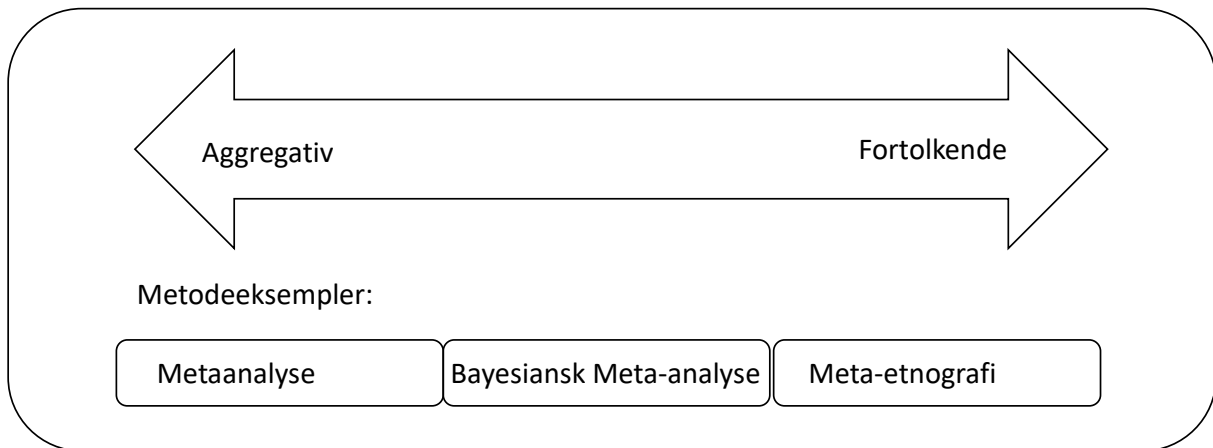 Aggregativ Fortolkende
Metodeeksempler:
Metaanalyse Bayesiansk Meta-analyse Meta-etnografi